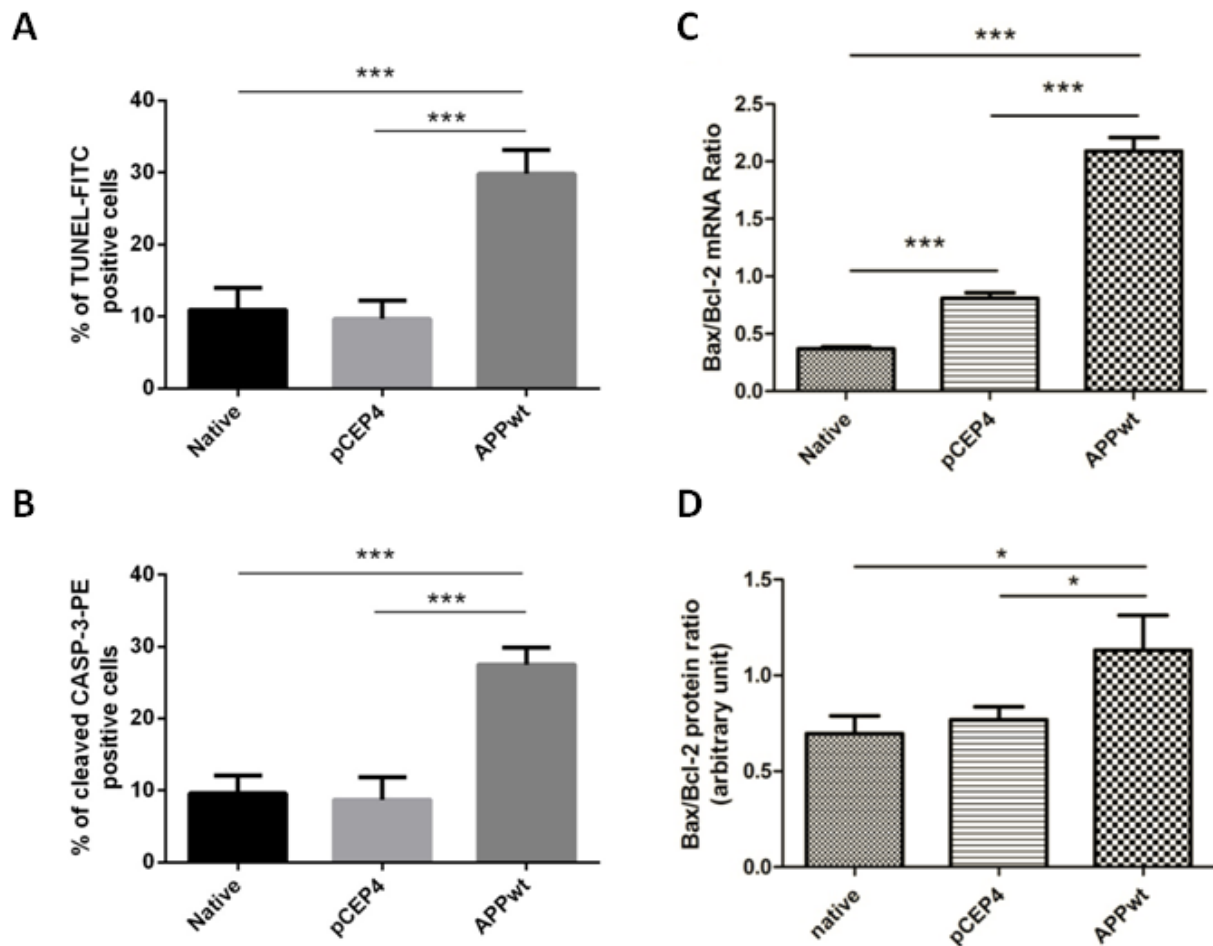 A
% of TUNEL-FITC
positive cells
40
30
20
10
0
***
***
Native
pCEP4
APPwt
C
Bax/Bcl-2 mRNA Ratio
2.5
2.0
1.5
1.0
0.5
0.0
***
***
***
Native
pCEP4
APPwt
B
% of cleaved CASP-3-PE
positive cells
40
30
20
10
0
***
***
Native
pCEP4
APPwt
D
Bax/Bcl-2 protein ratio
(arbitrary unit)
1.5
1.0
0.5
0.0
*
*
native
pCEP4
APPwt